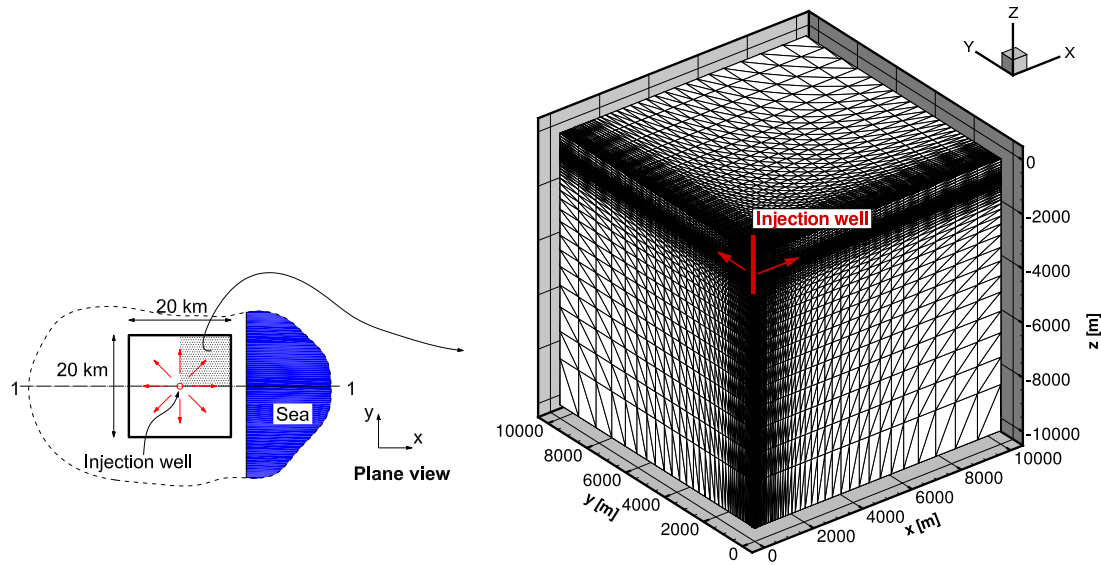 20 km
20 km
1
1
Sea
Injection well
y
x
Plane view
Z
Y
X
Injection well
0
-2000
-4000
-6000
-8000
-10000
z [m]
10000
8000
6000
4000
2000
0
y [m]
0
2000
4000
6000
8000
10000
x [m]